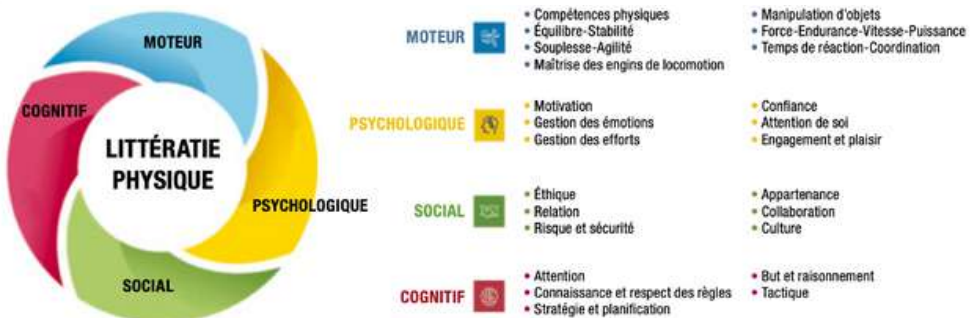 MOTEUR
COGNITIF
LITTÉRATIE
PHYSIQUE
PSYCHOLOGIQUE
SOCIAL
MOTEUR
• Compétences physiques
• Équilibre-Stabilité
• Souplesse-Agilité
• Maîtrise des engins de locomotion
• Manipulation d'objets
• Force-Endurance-Vitesse-Puissance
• Temps de réaction-Coordination
PSYCHOLOGIQUE
• Motivation
• Gestion des émotions
• Gestion des efforts
• Confiance
• Attention de soi
• Engagement et plaisir
SOCIAL
• Éthique
• Relation
• Risque et sécurité
• Appartenance
• Collaboration
• Culture
COGNITIF
• Attention
• Connaissance et respect des règles
• Stratégie et planification
• But et raisonnement
• Tactique